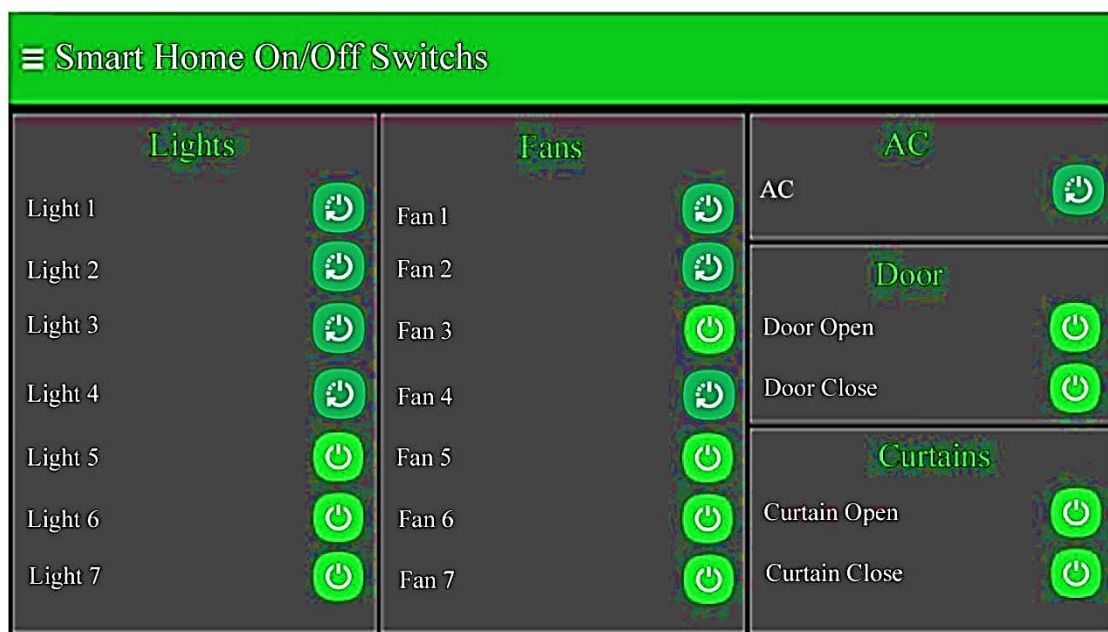 Smart Home On/Off Switchs
Lights
Light 1
Light 2
Light 3
Light 4
Light 5
Light 6
Light 7
Fans
Fan 1
Fan 2
Fan 3
Fan 4
Fan 5
Fan 6
Fan 7
AC
AC
Door
Door Open
Door Close
Curtains
Curtain Open
Curtain Close